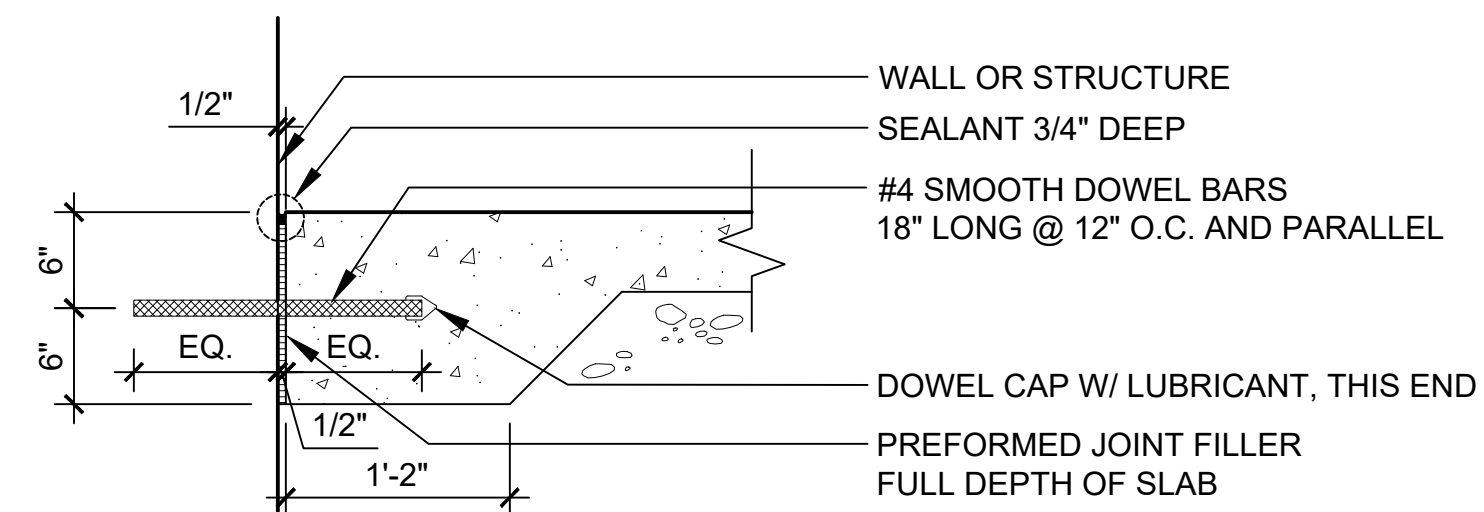 WALL OR STRUCTURE
1/2"
SEALANT 3/4" DEEP
#4 SMOOTH DOWEL BARS
18" LONG @ 12" O.C. AND PARALLEL
6"
6"
EQ.
EQ.
DOWEL CAP W/ LUBRICANT, THIS END
1/2"
PREFORMED JOINT FILLER
1'-2"
FULL DEPTH OF SLAB